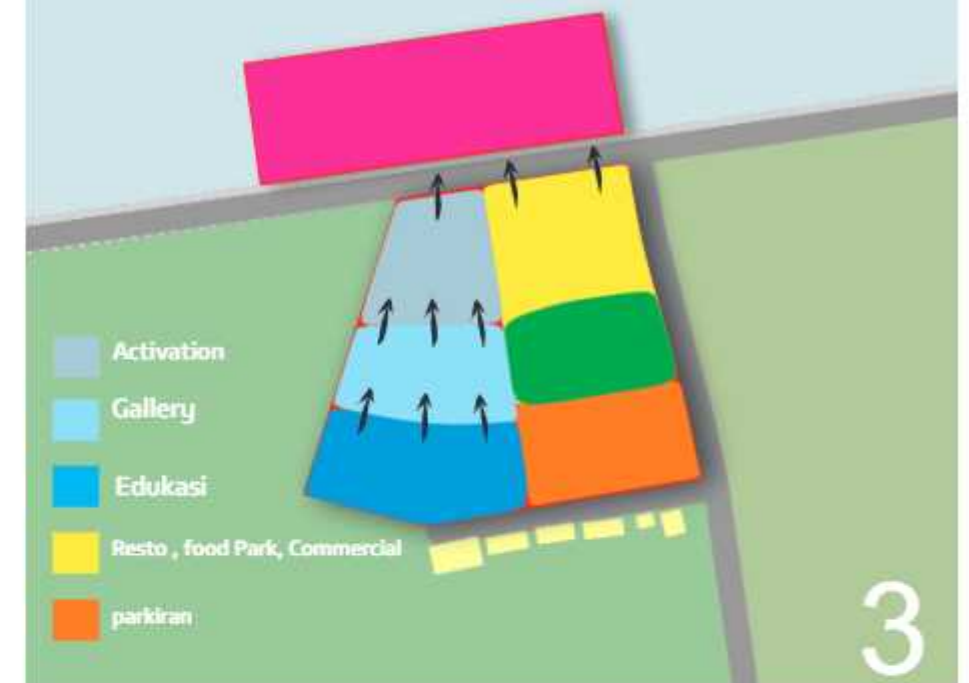 Activation
Gallery
Edukasi
Resto , food Park, Commercial
parkiran
3